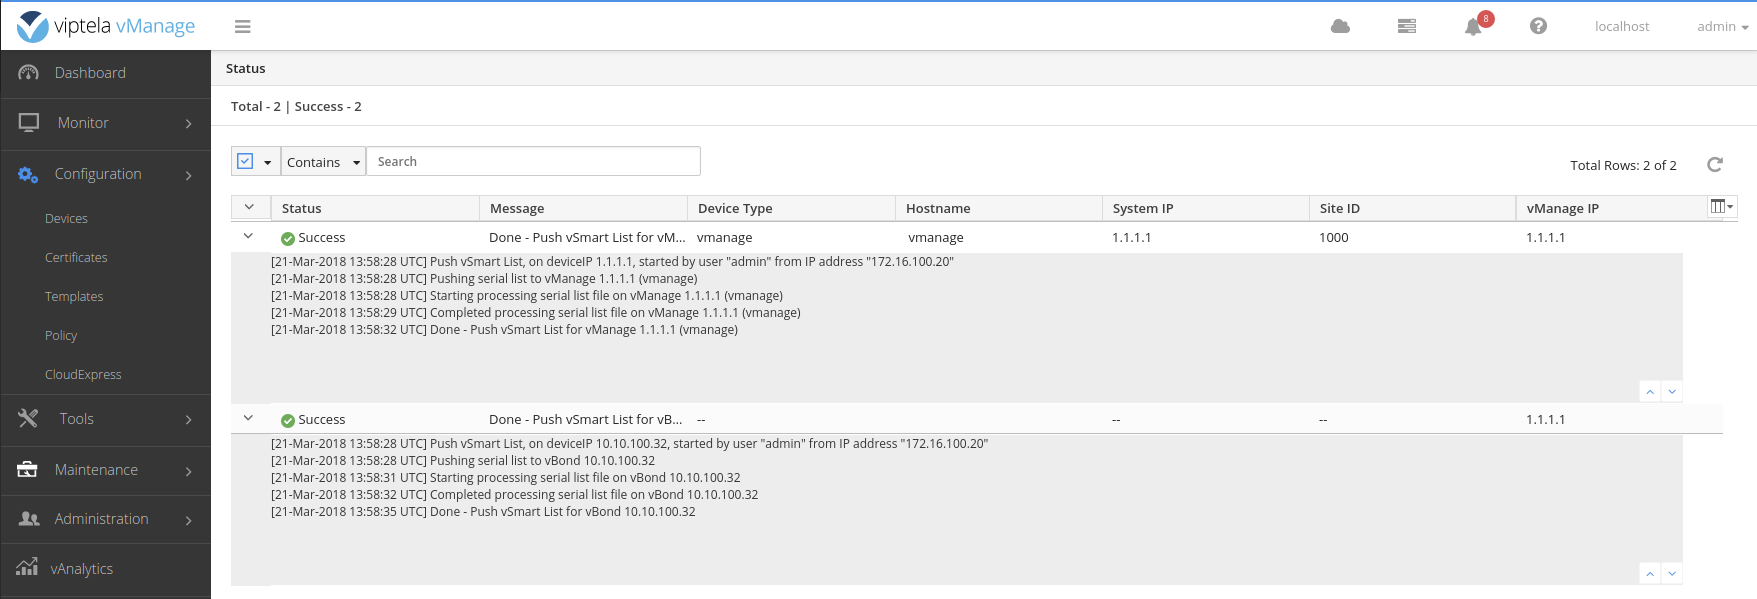 viptela vManage
8
localhost
admin
Dashboard
Monitor
Configuration
Devices
Certificates
Templates
Policy
CloudExpress
Tools
Maintenance
Administration
vAnalytics
Status
Total - 2 | Success - 2
Contains
Search
Total Rows: 2 of 2
Status Message Device Type Hostname System IP Site ID vManage IP
Success Done - Push vSmart List for vM... vmanage vmanage 1.1.1.1 1000 1.1.1.1
[21-Mar-2018 13:58:28 UTC] Push vSmart List, on deviceIP 1.1.1.1, started by user "admin" from IP address "172.16.100.20"
[21-Mar-2018 13:58:28 UTC] Pushing serial list to vManage 1.1.1.1 (vmanage)
[21-Mar-2018 13:58:28 UTC] Starting processing serial list file on vManage 1.1.1.1 (vmanage)
[21-Mar-2018 13:58:29 UTC] Completed processing serial list file on vManage 1.1.1.1 (vmanage)
[21-Mar-2018 13:58:32 UTC] Done - Push vSmart List for vManage 1.1.1.1 (vmanage)
Success Done - Push vSmart List for vB... -- -- -- 1.1.1.1
[21-Mar-2018 13:58:28 UTC] Push vSmart List, on deviceIP 10.10.100.32, started by user "admin" from IP address "172.16.100.20"
[21-Mar-2018 13:58:28 UTC] Pushing serial list to vBond 10.10.100.32
[21-Mar-2018 13:58:31 UTC] Starting processing serial list file on vBond 10.10.100.32
[21-Mar-2018 13:58:32 UTC] Completed processing serial list file on vBond 10.10.100.32
[21-Mar-2018 13:58:35 UTC] Done - Push vSmart List for vBond 10.10.100.32